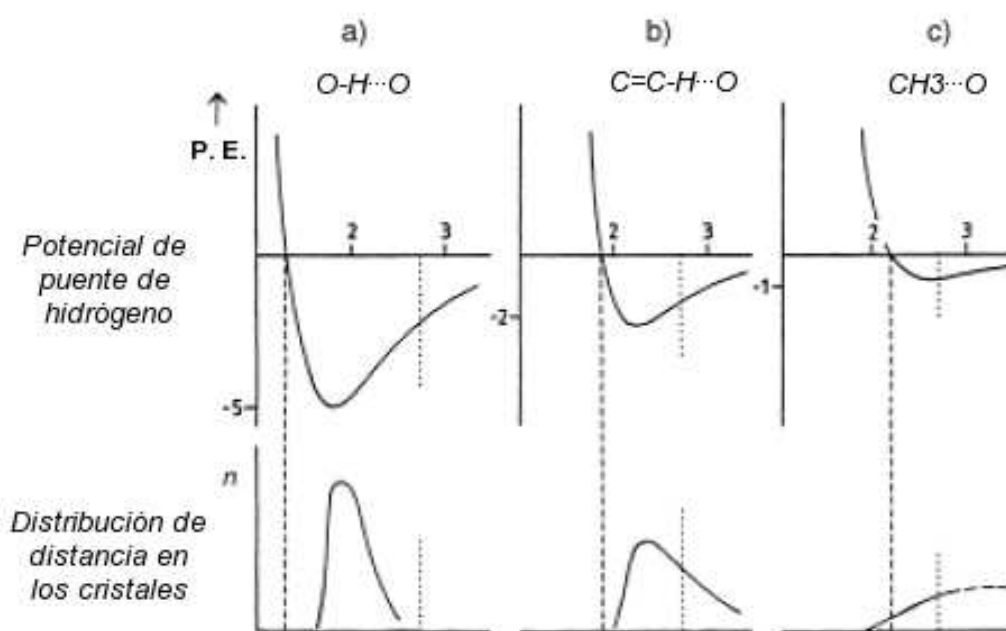 a)
b)
c)
O-H···O
C=C-H···O
CH3···O
↑
P. E.
2
3
2
3
2
3
Potencial de
puente de
hidrógeno
-5
-2
-1
n
Distribución de
distancia en
los cristales